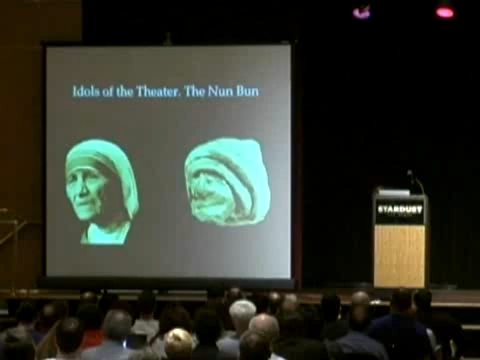 Idols of the Theater. The Nun Bun
STARDUST